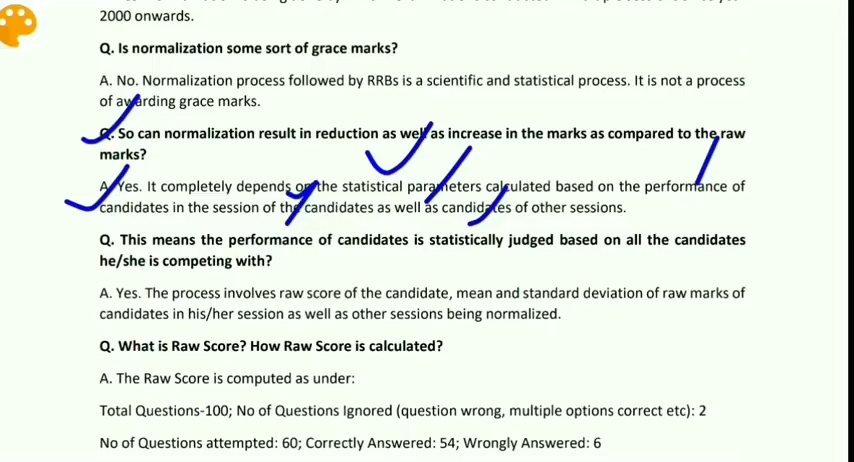 2000 onwards.
Q. Is normalization some sort of grace marks?
A. No. Normalization process followed by RRBs is a scientific and statistical process. It is not a process
of awarding grace marks.
Q. So can normalization result in reduction as well as increase in the marks as compared to the raw
marks?
A. Yes. It completely depends on the statistical parameters calculated based on the performance of
candidates in the session of the candidates as well as candidates of other sessions.
Q. This means the performance of candidates is statistically judged based on all the candidates
he/she is competing with?
A. Yes. The process involves raw score of the candidate, mean and standard deviation of raw marks of
candidates in his/her session as well as other sessions being normalized.
Q. What is Raw Score? How Raw Score is calculated?
A. The Raw Score is computed as under:
Total Questions-100; No of Questions Ignored (question wrong, multiple options correct etc): 2
No of Questions attempted: 60; Correctly Answered: 54; Wrongly Answered: 6